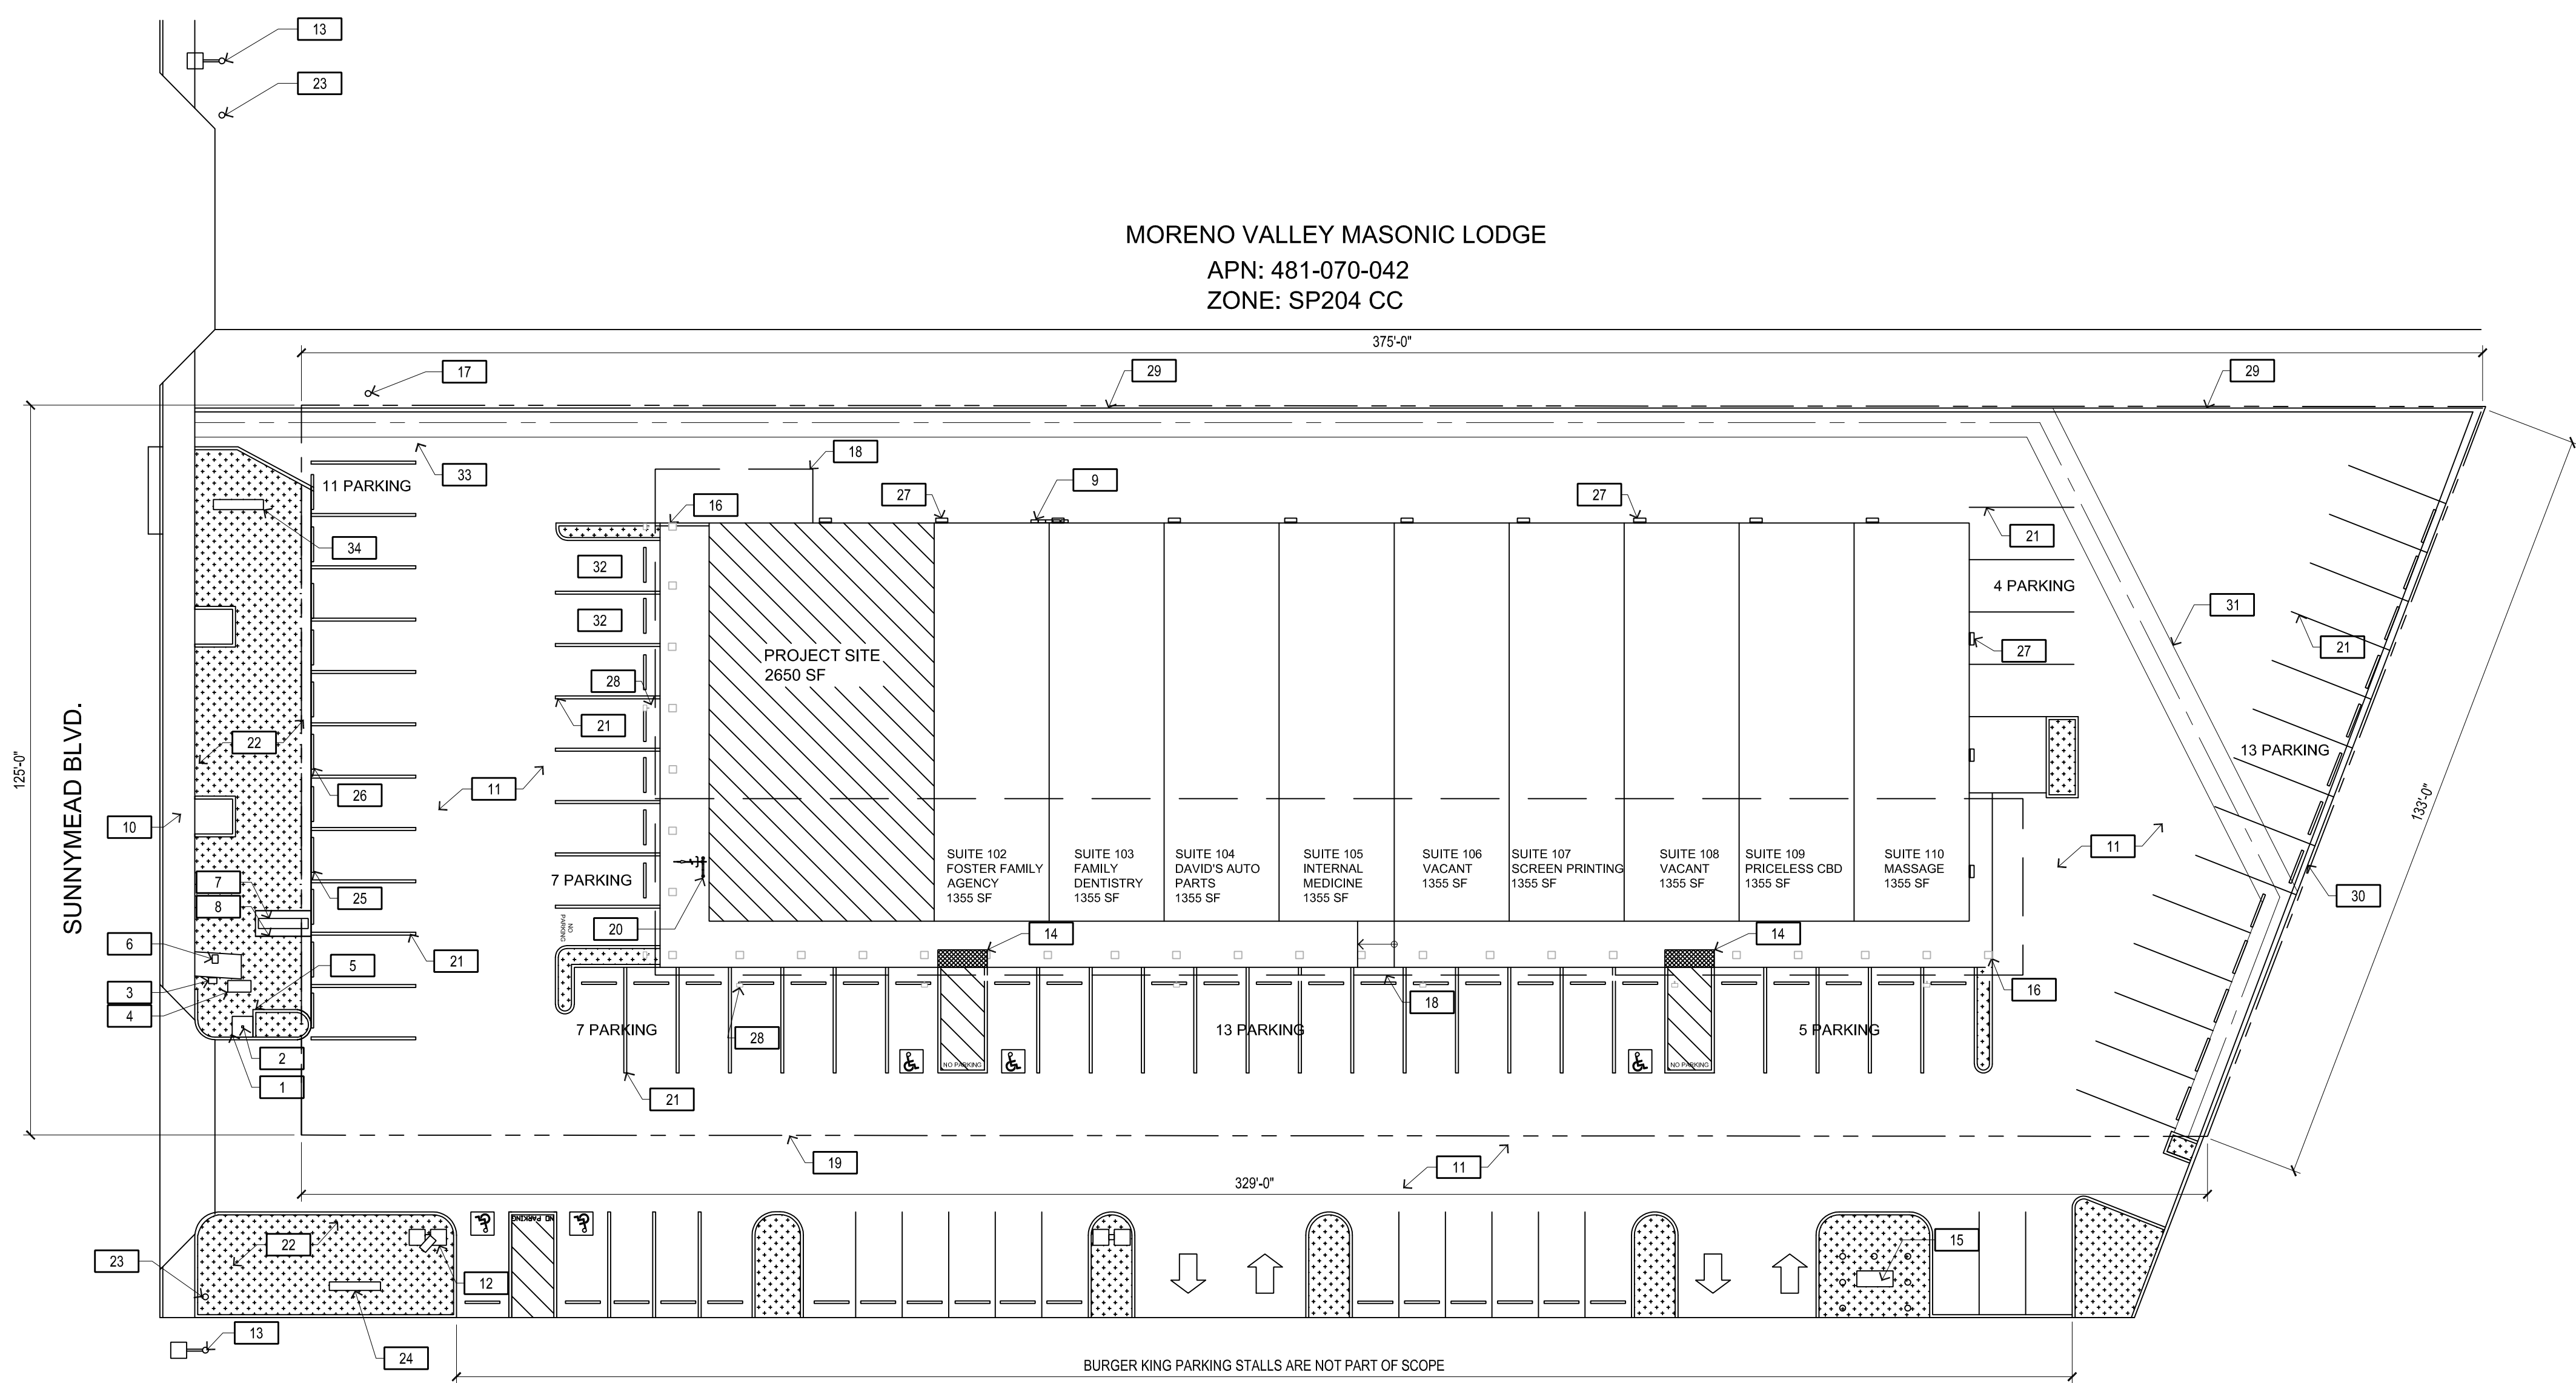 13
23
MORENO VALLEY MASONIC LODGE
APN: 481-070-042
ZONE: SP204 CC
375'-0"
17
29
29
18
33
11 PARKING
9
27
27
16
21
34
32
4 PARKING
31
32
PROJECT SITE
2650 SF
27
21
28
21
22
13 PARKING
SUNNYMEAD BLVD.
125'-0"
26
11
133'-0"
10
11
SUITE 102
FOSTER FAMILY
AGENCY
1355 SF
SUITE 103
FAMILY
DENTISTRY
1355 SF
SUITE 104
DAVID'S AUTO
PARTS
1355 SF
SUITE 105
INTERNAL
MEDICINE
1355 SF
SUITE 106
VACANT
1355 SF
SUITE 107
SCREEN PRINTING
1355 SF
SUITE 108
VACANT
1355 SF
SUITE 109
PRICELESS CBD
1355 SF
SUITE 110
MASSAGE
1355 SF
7 PARKING
7
25
8
30
NO
PARKING
20
14
14
6
21
5
3
4
18
16
7 PARKING
28
13 PARKING
5 PARKING
2
1
NO PARKING
NO PARKING
21
19
11
329'-0"
NO PARKING
22
15
23
12
13
24
BURGER KING PARKING STALLS ARE NOT PART OF SCOPE